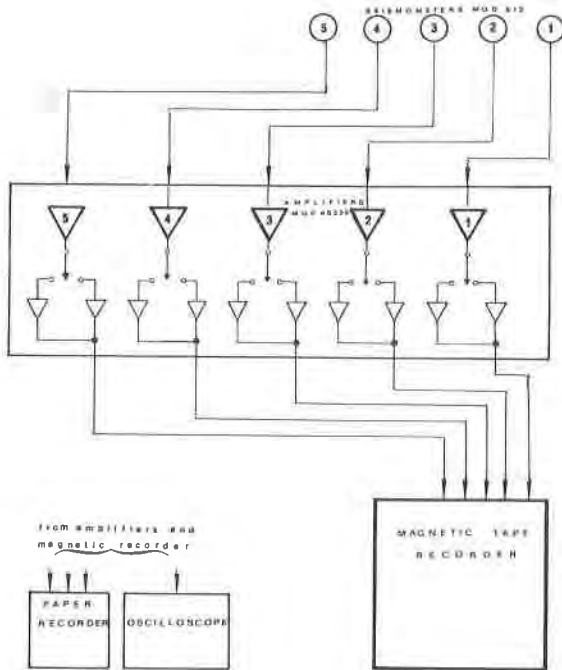 SEISMOMETERS MOD S13
5 4 3 2 1
AMPLIFIERS
5 4 3 2 1
MAGNETIC TAPE
RECORDER
from amplifiers and
magnetic recorder
PAPER
RECORDER
OSCILLOSCOPE